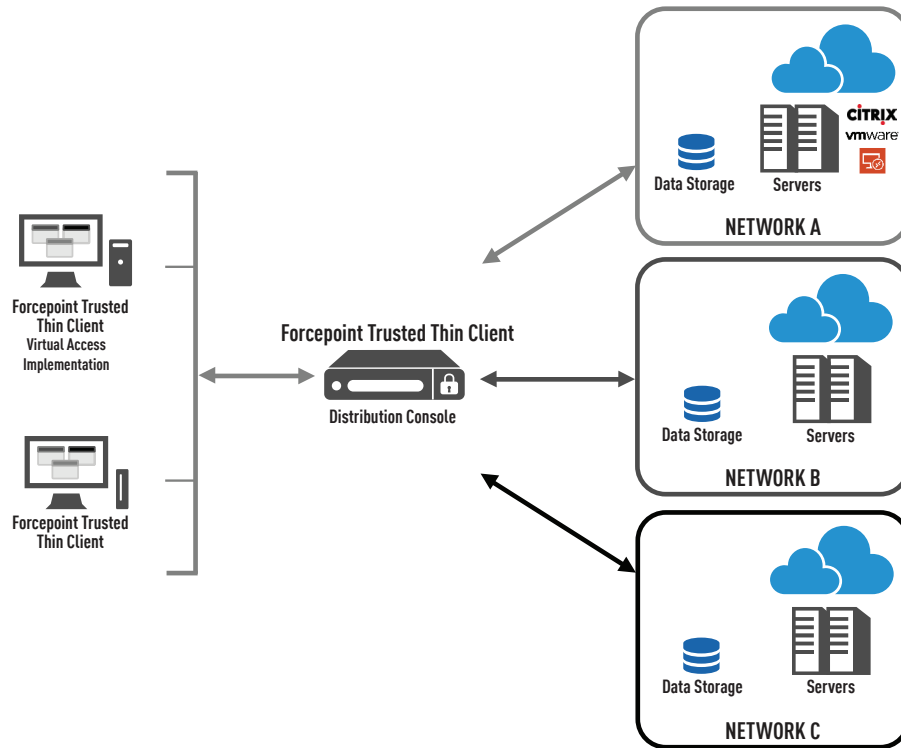 Forcepoint Trusted
Thin Client
Virtual Access
Implementation
Forcepoint Trusted
Thin Client
Forcepoint Trusted Thin Client
Distribution Console
CITRIX
vmware
Data Storage
Servers
NETWORK A
Data Storage
Servers
NETWORK B
Data Storage
Servers
NETWORK C